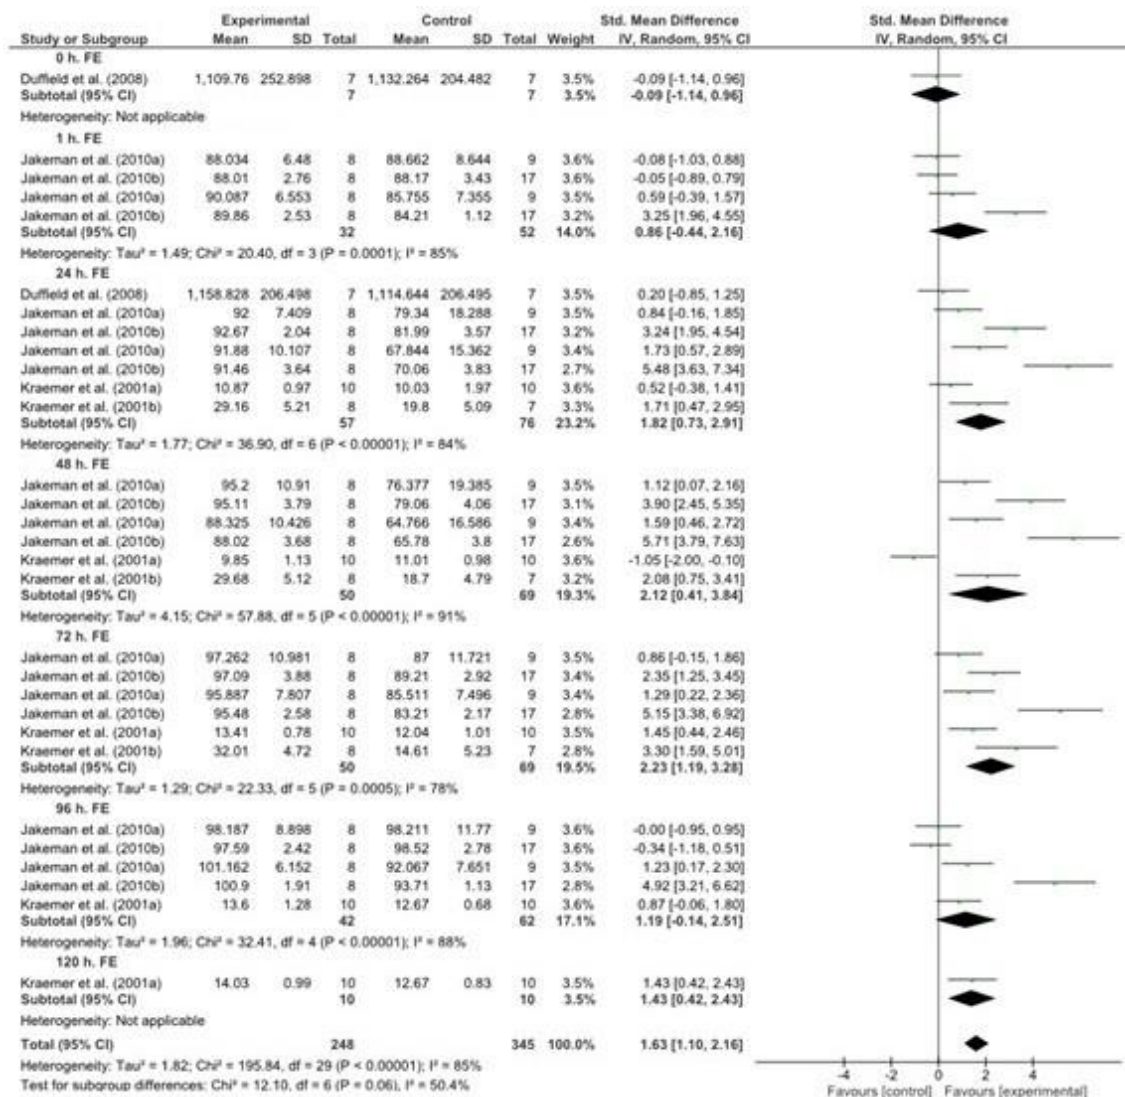 Experimental Control Std. Mean Difference Std. Mean Difference
Study or Subgroup Mean SD Total Mean SD Total Weight IV, Random, 95% CI IV, Random, 95% CI
0 h. FE
Duffield et al. (2008) 1,109.76 252.898 7 1,132.264 204.482 7 3.5% -0.09 [-1.14, 0.96]
Subtotal (95% CI) 7 7 3.5% -0.09 [-1.14, 0.96]
Heterogeneity: Not applicable
1 h. FE
Jakeman et al. (2010a) 88.034 6.48 8 88.662 8.644 9 3.6% -0.08 [-1.03, 0.88]
Jakeman et al. (2010b) 88.01 2.76 8 88.17 3.43 17 3.6% -0.05 [-0.89, 0.79]
Jakeman et al. (2010a) 90.087 6.553 8 85.755 7.355 9 3.5% 0.59 [-0.39, 1.57]
Jakeman et al. (2010b) 89.86 2.53 8 84.21 1.12 17 3.2% 3.25 [1.96, 4.55]
Subtotal (95% CI) 32 52 14.0% 0.86 [-0.44, 2.16]
Heterogeneity: Tau² = 1.49; Chi² = 20.40, df = 3 (P = 0.0001); I² = 85%
24 h. FE
Duffield et al. (2008) 1,158.828 206.498 7 1,114.644 206.495 7 3.5% 0.20 [-0.85, 1.25]
Jakeman et al. (2010a) 92 7.409 8 79.34 18.288 9 3.5% 0.84 [-0.16, 1.85]
Jakeman et al. (2010b) 92.67 2.04 8 81.99 3.57 17 3.2% 3.24 [1.95, 4.54]
Jakeman et al. (2010a) 91.88 10.107 8 67.844 15.362 9 3.4% 1.73 [0.57, 2.89]
Jakeman et al. (2010b) 91.46 3.64 8 70.06 3.83 17 2.7% 5.48 [3.63, 7.34]
Kraemer et al. (2001a) 10.87 0.97 10 10.03 1.97 10 3.6% 0.52 [-0.38, 1.41]
Kraemer et al. (2001b) 29.16 5.21 8 19.8 5.09 7 3.3% 1.71 [0.47, 2.95]
Subtotal (95% CI) 57 76 23.2% 1.82 [0.73, 2.91]
Heterogeneity: Tau² = 1.77; Chi² = 36.90, df = 6 (P < 0.00001); I² = 84%
48 h. FE
Jakeman et al. (2010a) 95.2 10.91 8 76.377 19.385 9 3.5% 1.12 [0.07, 2.16]
Jakeman et al. (2010b) 95.11 3.79 8 79.06 4.06 17 3.1% 3.90 [2.45, 5.35]
Jakeman et al. (2010a) 88.325 10.426 8 64.766 16.586 9 3.4% 1.59 [0.46, 2.72]
Jakeman et al. (2010b) 88.02 3.68 8 65.78 3.8 17 2.6% 5.71 [3.79, 7.63]
Kraemer et al. (2001a) 9.85 1.13 10 11.01 0.98 10 3.5% -1.05 [-2.00, -0.10]
Kraemer et al. (2001b) 29.68 5.12 8 18.7 4.79 7 3.2% 2.08 [0.75, 3.41]
Subtotal (95% CI) 50 69 19.3% 2.12 [0.41, 3.84]
Heterogeneity: Tau² = 4.15; Chi² = 57.88, df = 5 (P < 0.00001); I² = 91%
72 h. FE
Jakeman et al. (2010a) 97.262 10.981 8 87 11.721 9 3.5% 0.86 [-0.15, 1.86]
Jakeman et al. (2010b) 97.09 3.88 8 89.21 2.92 17 3.4% 2.35 [1.25, 3.45]
Jakeman et al. (2010a) 95.887 7.807 8 85.511 7.496 9 3.4% 1.29 [0.22, 2.36]
Jakeman et al. (2010b) 95.48 2.58 8 83.21 2.17 17 2.8% 5.15 [3.38, 6.92]
Kraemer et al. (2001a) 13.41 0.78 10 12.04 1.01 10 3.5% 1.45 [0.44, 2.46]
Kraemer et al. (2001b) 32.01 4.72 8 14.61 5.23 7 2.8% 3.30 [1.59, 5.01]
Subtotal (95% CI) 50 69 19.5% 2.23 [1.19, 3.28]
Heterogeneity: Tau² = 1.29; Chi² = 22.33, df = 5 (P = 0.0005); I² = 78%
96 h. FE
Jakeman et al. (2010a) 98.187 8.898 8 98.211 11.77 9 3.6% -0.00 [-0.95, 0.95]
Jakeman et al. (2010b) 97.59 2.42 8 98.52 2.78 17 3.6% -0.34 [-1.18, 0.51]
Jakeman et al. (2010a) 101.162 6.152 8 92.067 7.651 9 3.5% 1.23 [0.17, 2.30]
Jakeman et al. (2010b) 100.9 1.91 8 93.71 1.13 17 2.8% 4.92 [3.21, 6.62]
Kraemer et al. (2001a) 13.6 1.28 10 12.67 0.68 10 3.6% 0.87 [-0.06, 1.80]
Subtotal (95% CI) 42 62 17.1% 1.19 [-0.14, 2.51]
Heterogeneity: Tau² = 1.96; Chi² = 32.41, df = 4 (P < 0.00001); I² = 88%
120 h. FE
Kraemer et al. (2001a) 14.03 0.99 10 12.67 0.83 10 3.5% 1.43 [0.42, 2.43]
Subtotal (95% CI) 10 10 3.5% 1.43 [0.42, 2.43]
Heterogeneity: Not applicable
Total (95% CI) 248 345 100.0% 1.63 [1.10, 2.16]
Heterogeneity: Tau² = 1.82; Chi² = 195.84, df = 29 (P < 0.00001); I² = 85%
Test for subgroup differences: Chi² = 12.10, df = 6 (P = 0.06), I² = 50.4%
-4 -2 0 2 4
Favours [control] Favours [experimental]